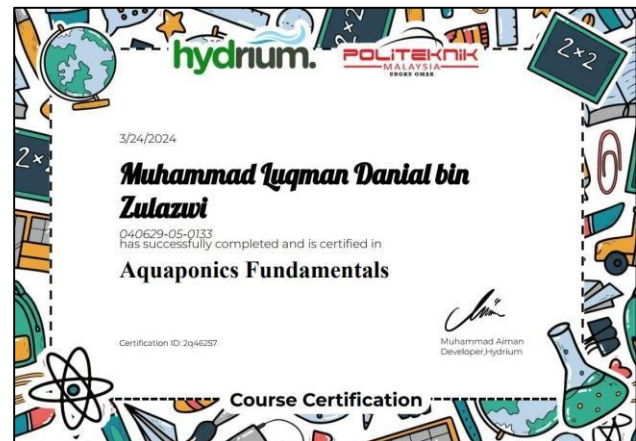 hydrium.
POLITEKNIK
MALAYSIA
UNGKU OMAR
2×2
2×
3/24/2024
Muhammad Luqman Danial bin
Zulazwi
040629-05-0133
has successfully completed and is certified in
Aquaponics Fundamentals
Certification ID: 2q46257
Muhammad Aiman
Developer,Hydrium
Course Certification